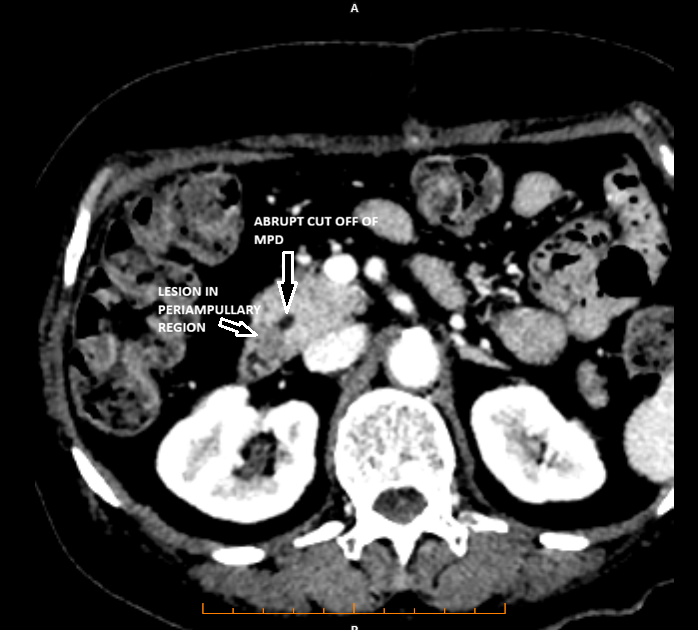 A
ABRUPT CUT OFF OF
MPD
LESION IN
PERIAMPULLARY
REGION